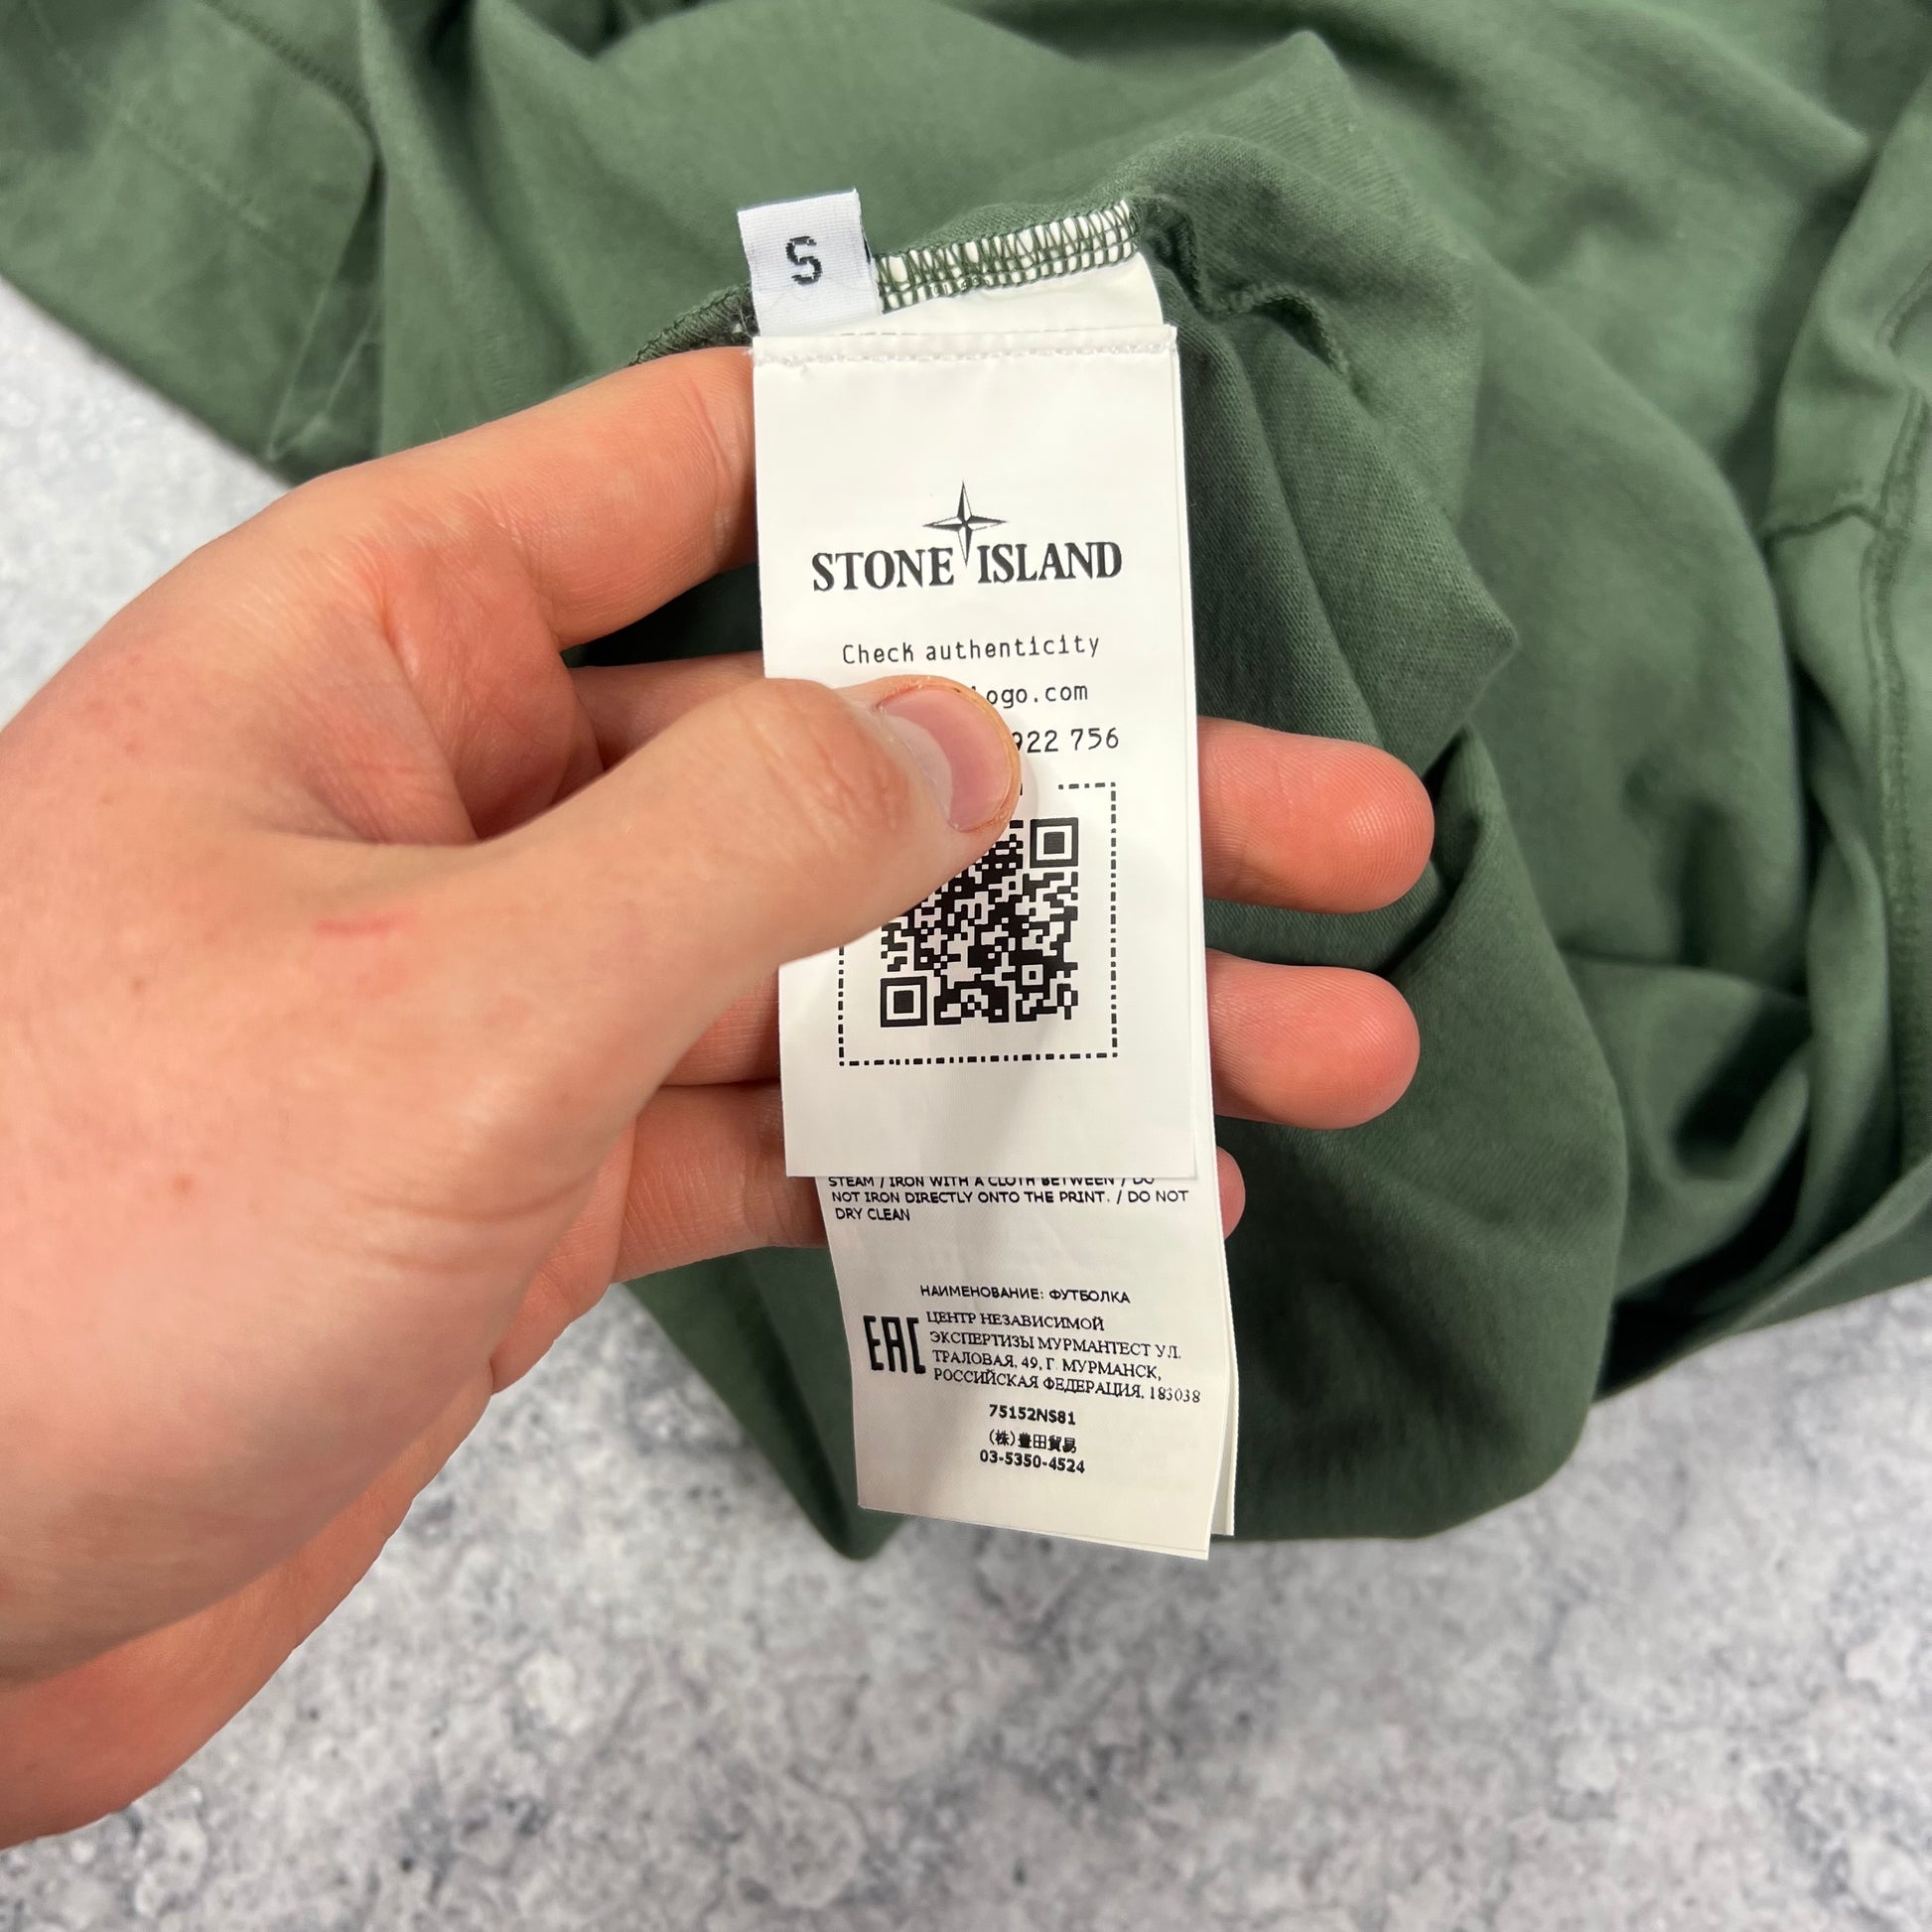 S
STONE ISLAND
Check authenticity
logo.com
922 756
STEAM / IRON WITH A CLOTH BETWEEN / DO
NOT IRON DIRECTLY ONTO THE PRINT. / DO NOT
DRY CLEAN
НАИМЕНОВАНИЕ: ФУТБОЛКА
EAC
ЦЕНТР НЕЗАВИСИМОЙ
ЭКСПЕРТИЗЫ МУРМАНТЕСТ УЛ.
ТРАЛОВАЯ, 49, Г. МУРМАНСК,
РОССИЙСКАЯ ФЕДЕРАЦИЯ, 183038
75152NS81
(株)豊田貿易
03-5350-4524